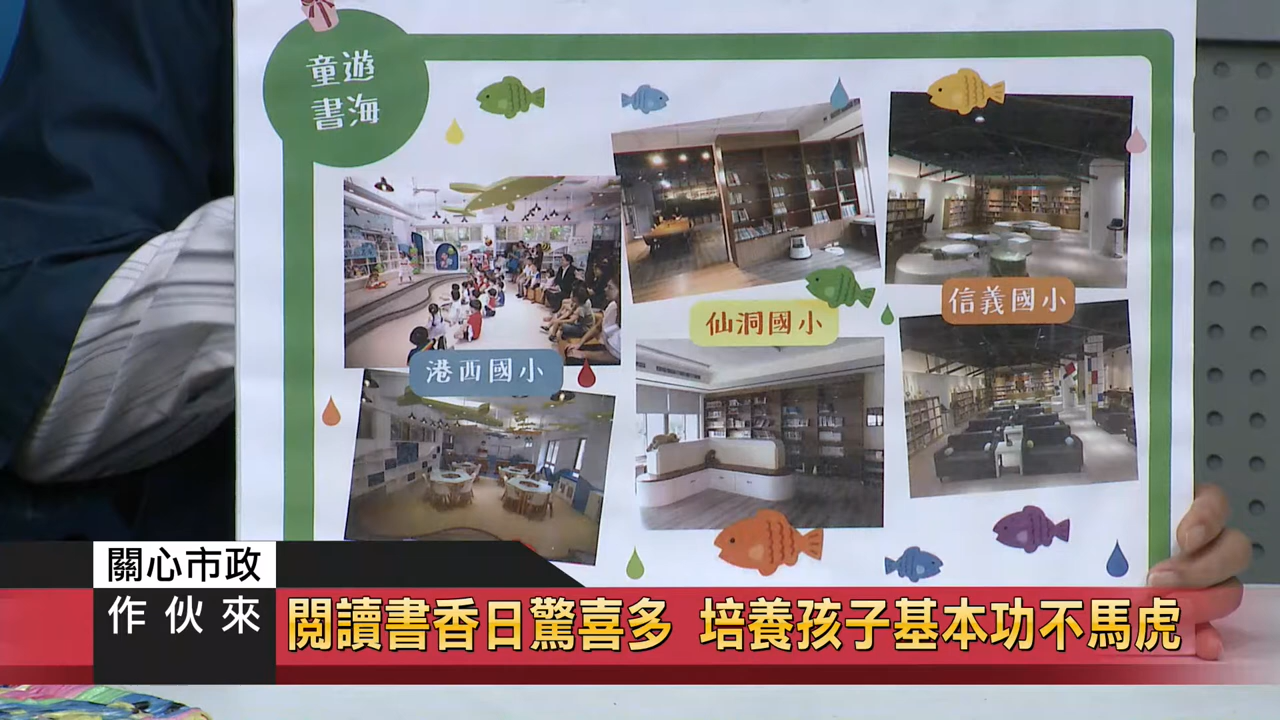 童遊
書海
港西國小
仙洞國小
信義國小
關心市政
作伙來
閱讀書香日驚喜多 培養孩子基本功不馬虎